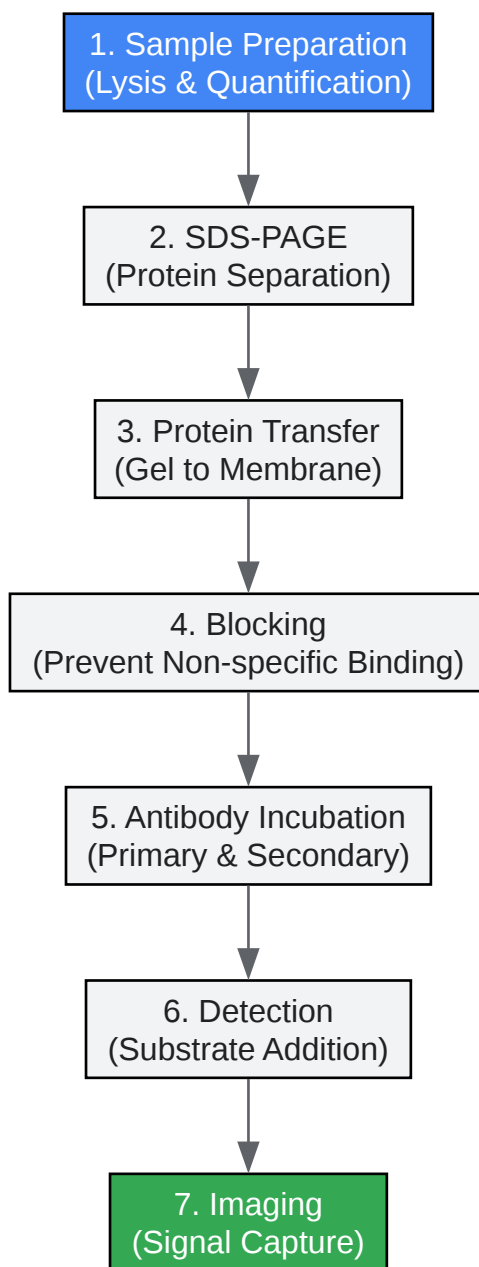 1. Sample Preparation
(Lysis & Quantification)
2. SDS-PAGE
(Protein Separation)
3. Protein Transfer
(Gel to Membrane)
4. Blocking
(Prevent Non-specific Binding)
5. Antibody Incubation
(Primary & Secondary)
6. Detection
(Substrate Addition)
7. Imaging
(Signal Capture)